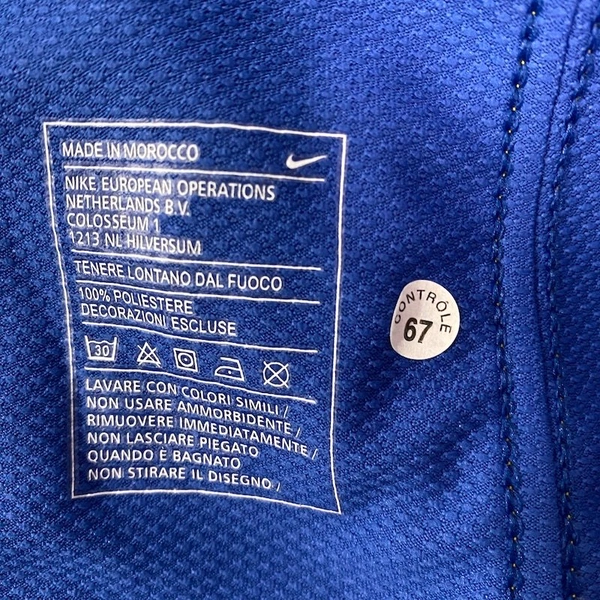 MADE IN MOROCCO
NIKE EUROPEAN OPERATIONS
NETHERLANDS B.V.
COLOSSEUM 1
1213 NL HILVERSUM
TENERE LONTANO DAL FUOCO
100% POLIESTERE
DECORAZIONI ESCLUSE
30
LAVARE CON COLORI SIMILI /
NON USARE AMMORBIDENTE /
RIMUOVERE IMMEDIATAMENTE /
NON LASCIARE PIEGATO
QUANDO È BAGNATO
NON STIRARE IL DISEGNO /
CONTRÔLE
67